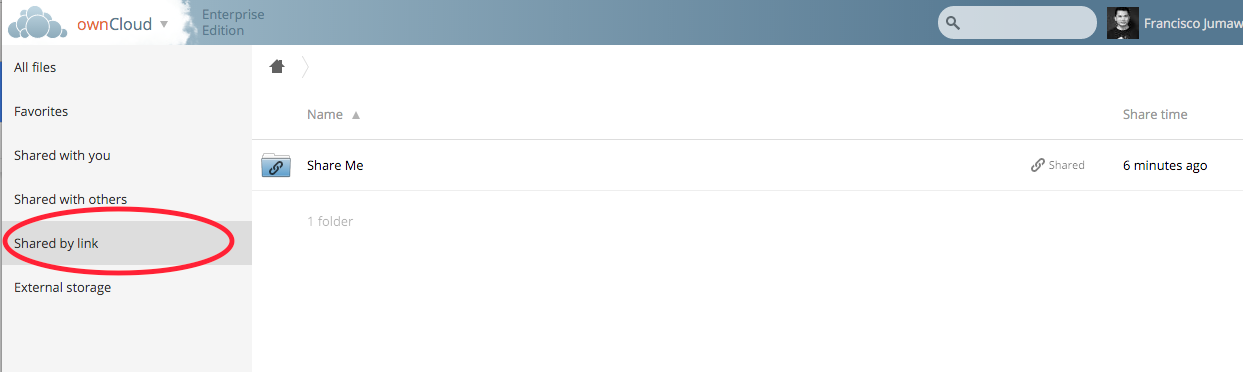 ownCloud
Enterprise
Edition
Francisco Jumaw
All files
Favorites
Shared with you
Shared with others
Shared by link
External storage
Name
Share time
Share Me
Shared
6 minutes ago
1 folder